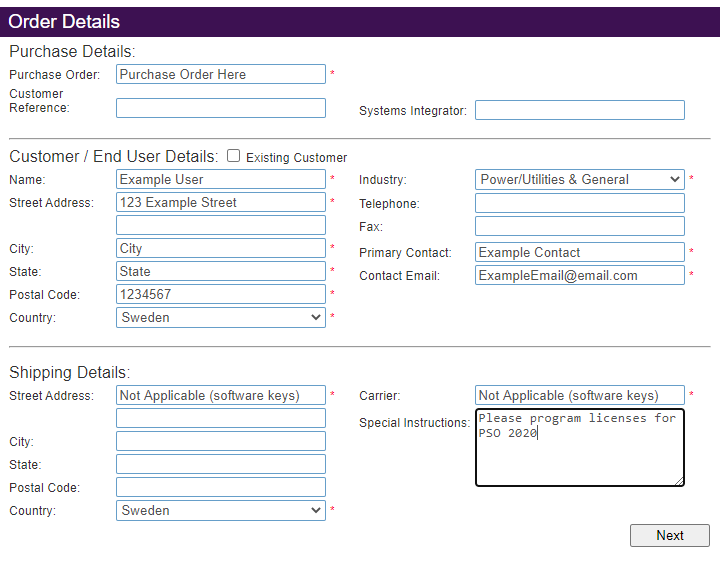 Order Details
Purchase Details:
Purchase Order: Purchase Order Here *
Customer
Reference:
Systems Integrator:
Customer / End User Details: Existing Customer
Name: Example User * Industry: Power/Utilities & General *
Street Address: 123 Example Street * Telephone:
Fax:
City: City * Primary Contact: Example Contact *
State: State * Contact Email: ExampleEmail@email.com *
Postal Code: 1234567 *
Country: Sweden *
Shipping Details:
Street Address: Not Applicable (software keys) * Carrier: Not Applicable (software keys) *
Special Instructions: Please program licenses for
PSO 2020
City:
State:
Postal Code:
Country: Sweden *
Next